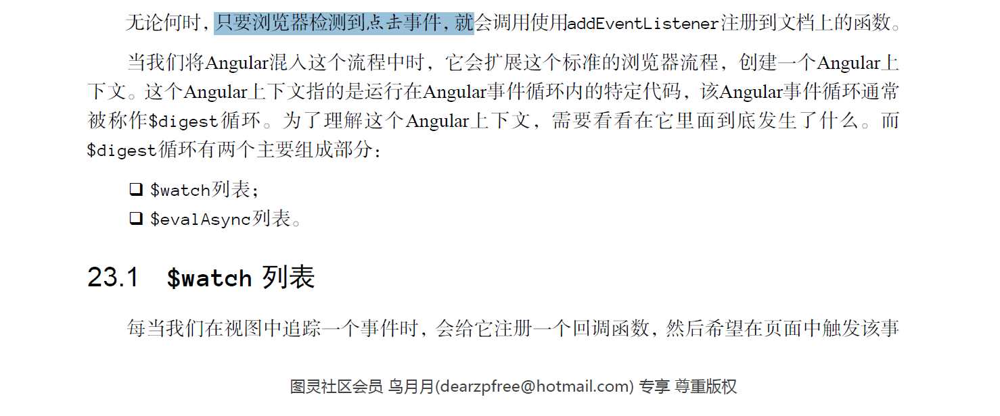 无论何时，只要浏览器检测到点击事件，就会调用使用addEventListener注册到文档上的函数。
当我们将Angular混入这个流程中时，它会扩展这个标准的浏览器流程，创建一个Angular上
下文。这个Angular上下文指的是运行在Angular事件循环内的特定代码，该Angular事件循环通常
被称作$digest循环。为了理解这个Angular上下文，需要看看在它里面到底发生了什么。而
$digest循环有两个主要组成部分：
❑ $watch列表；
❑ $evalAsync列表。
23.1 $watch 列表
每当我们在视图中追踪一个事件时，会给它注册一个回调函数，然后希望在页面中触发该事
图灵社区会员 鸟月月(dearzpfree@hotmail.com) 专享 尊重版权